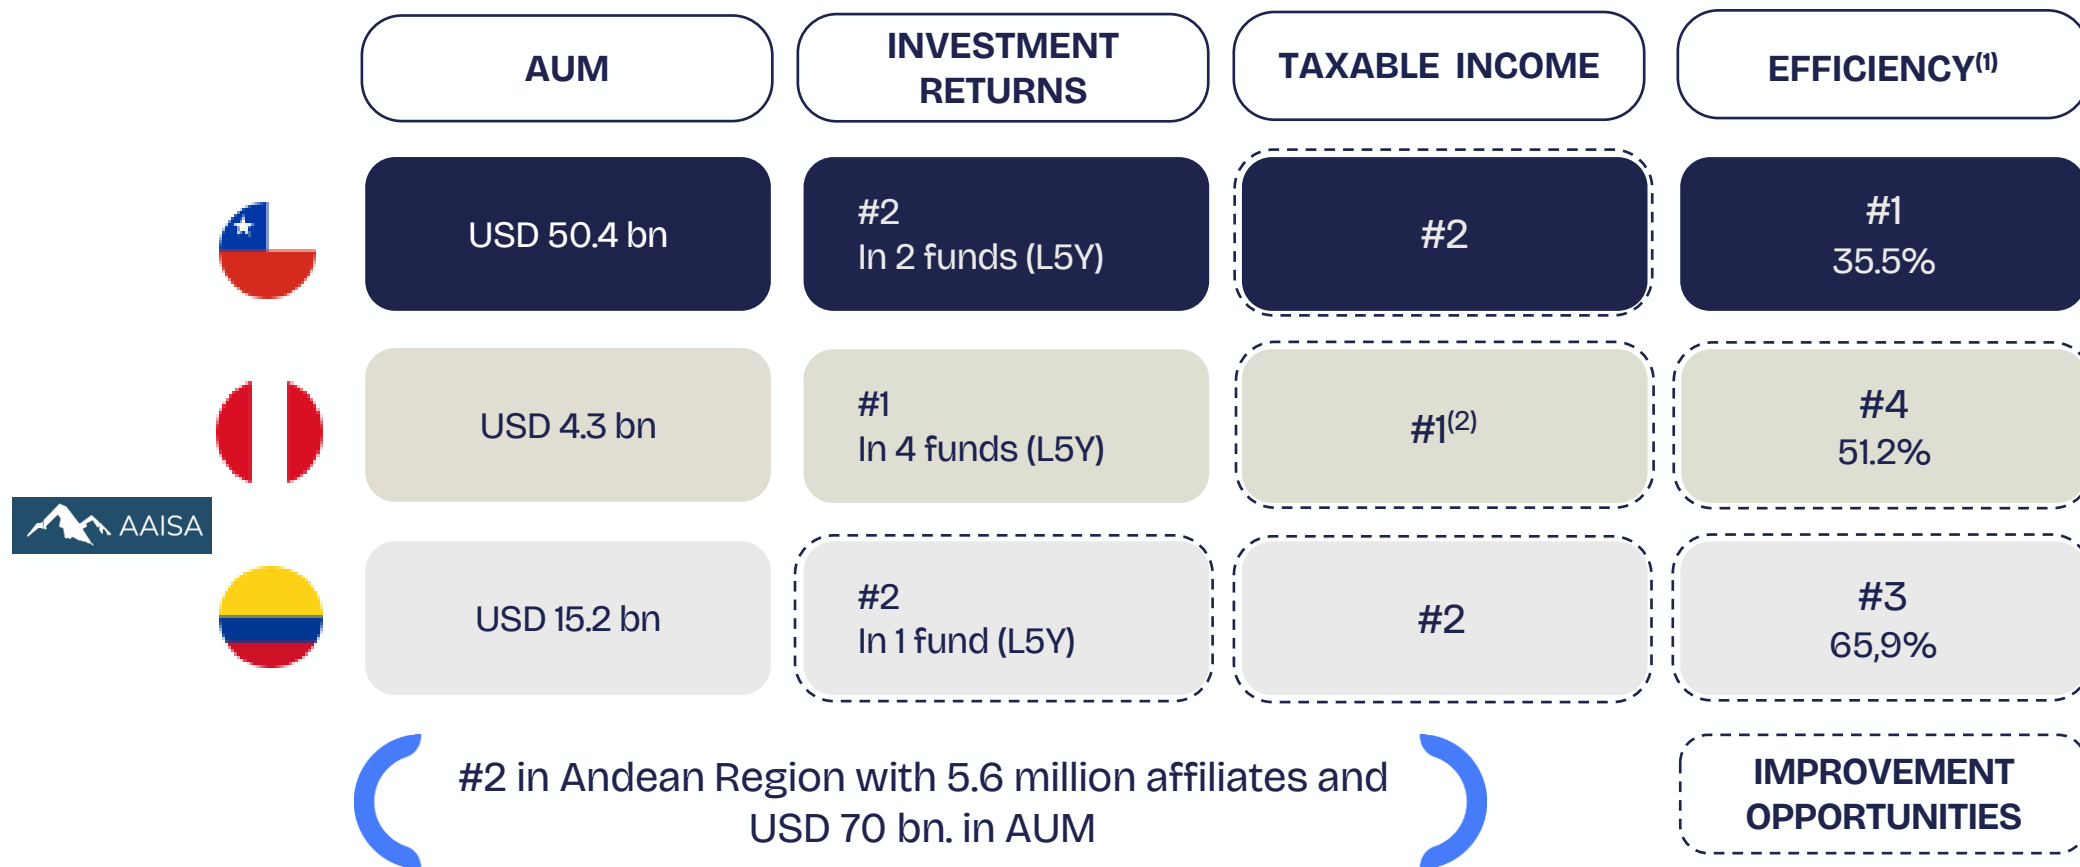 AUM
INVESTMENT
RETURNS
TAXABLE INCOME
EFFICIENCY(1)
USD 50.4 bn
#2
In 2 funds (L5Y)
#2
#1
35.5%
USD 4.3 bn
#1
In 4 funds (L5Y)
#1(2)
#4
51.2%
AAISA
USD 15.2 bn
#2
In 1 fund (L5Y)
#2
#3
65,9%
#2 in Andean Region with 5.6 million affiliates and
USD 70 bn. in AUM
IMPROVEMENT
OPPORTUNITIES